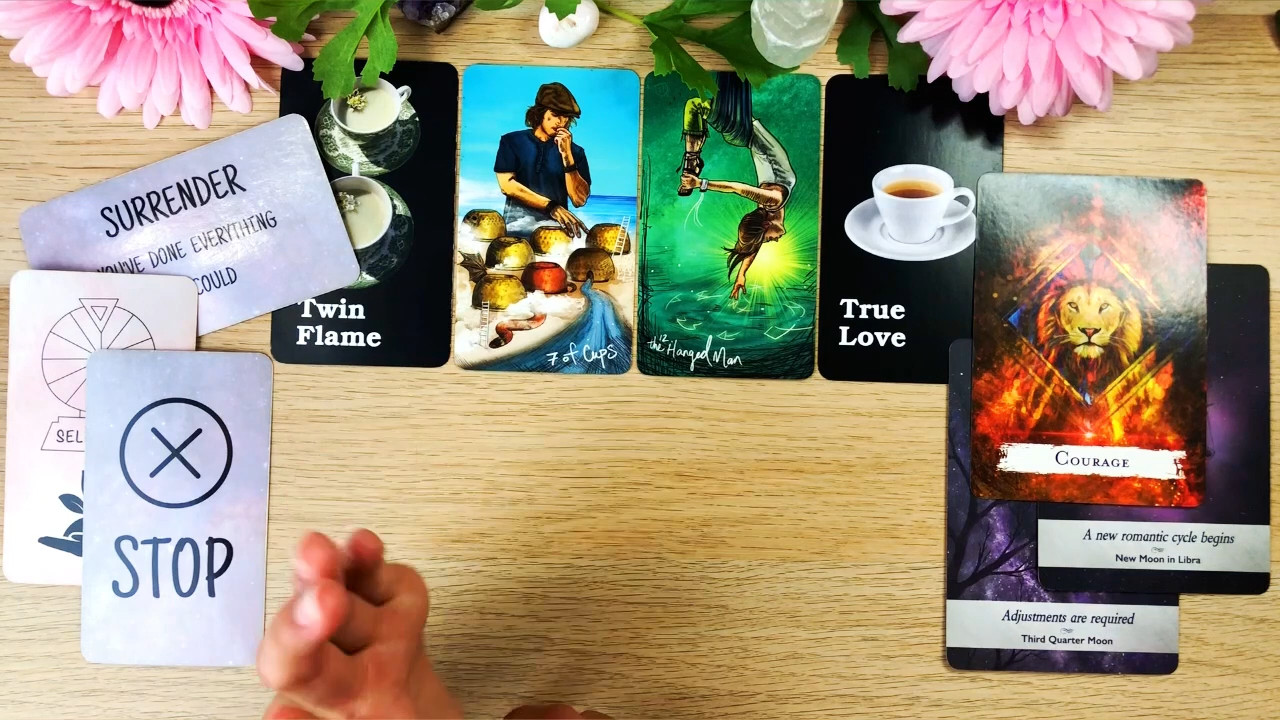 SURRENDER
YOU'VE DONE EVERYTHING
COULD
SEL
STOP
Twin
Flame
7 of Cups
the 12 Hanged Man
True
Love
COURAGE
A new romantic cycle begins
New Moon in Libra
Adjustments are required
Third Quarter Moon